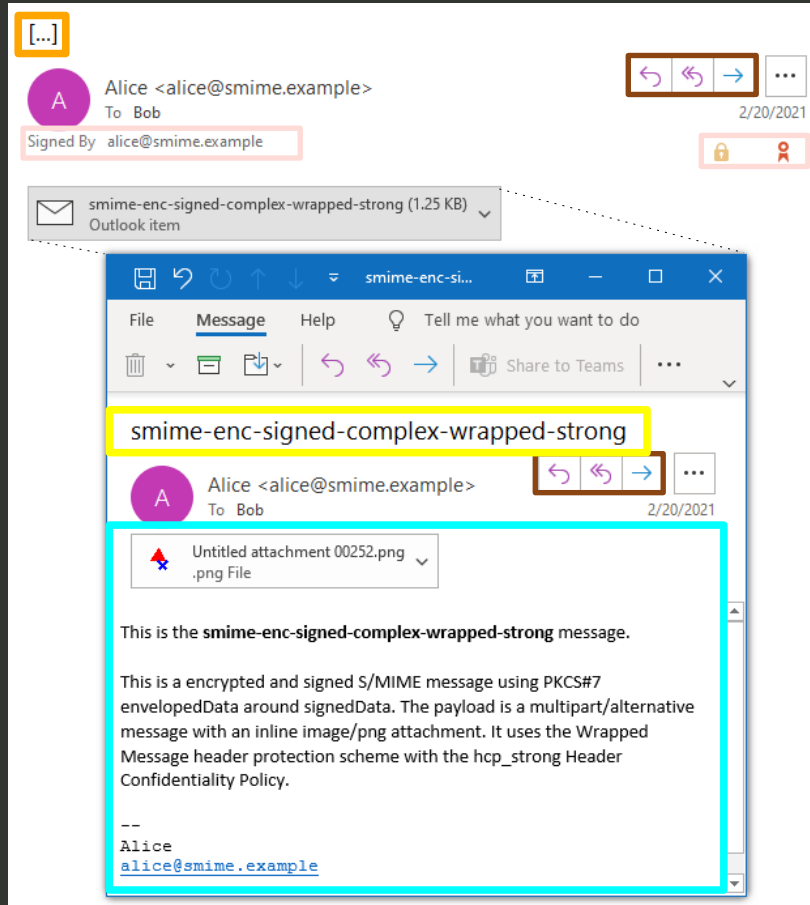 [...]
A
Alice <alice@smime.example>
To Bob
2/20/2021
Signed By alice@smime.example
smime-enc-signed-complex-wrapped-strong (1.25 KB)
Outlook item
smime-enc-si...
File Message Help Tell me what you want to do
Share to Teams
smime-enc-signed-complex-wrapped-strong
A
Alice <alice@smime.example>
To Bob
2/20/2021
Untitled attachment 00252.png
.png File
This is the smime-enc-signed-complex-wrapped-strong message.
This is a encrypted and signed S/MIME message using PKCS#7
envelopedData around signedData. The payload is a multipart/alternative
message with an inline image/png attachment. It uses the Wrapped
Message header protection scheme with the hcp_strong Header
Confidentiality Policy.
--
Alice
alice@smime.example